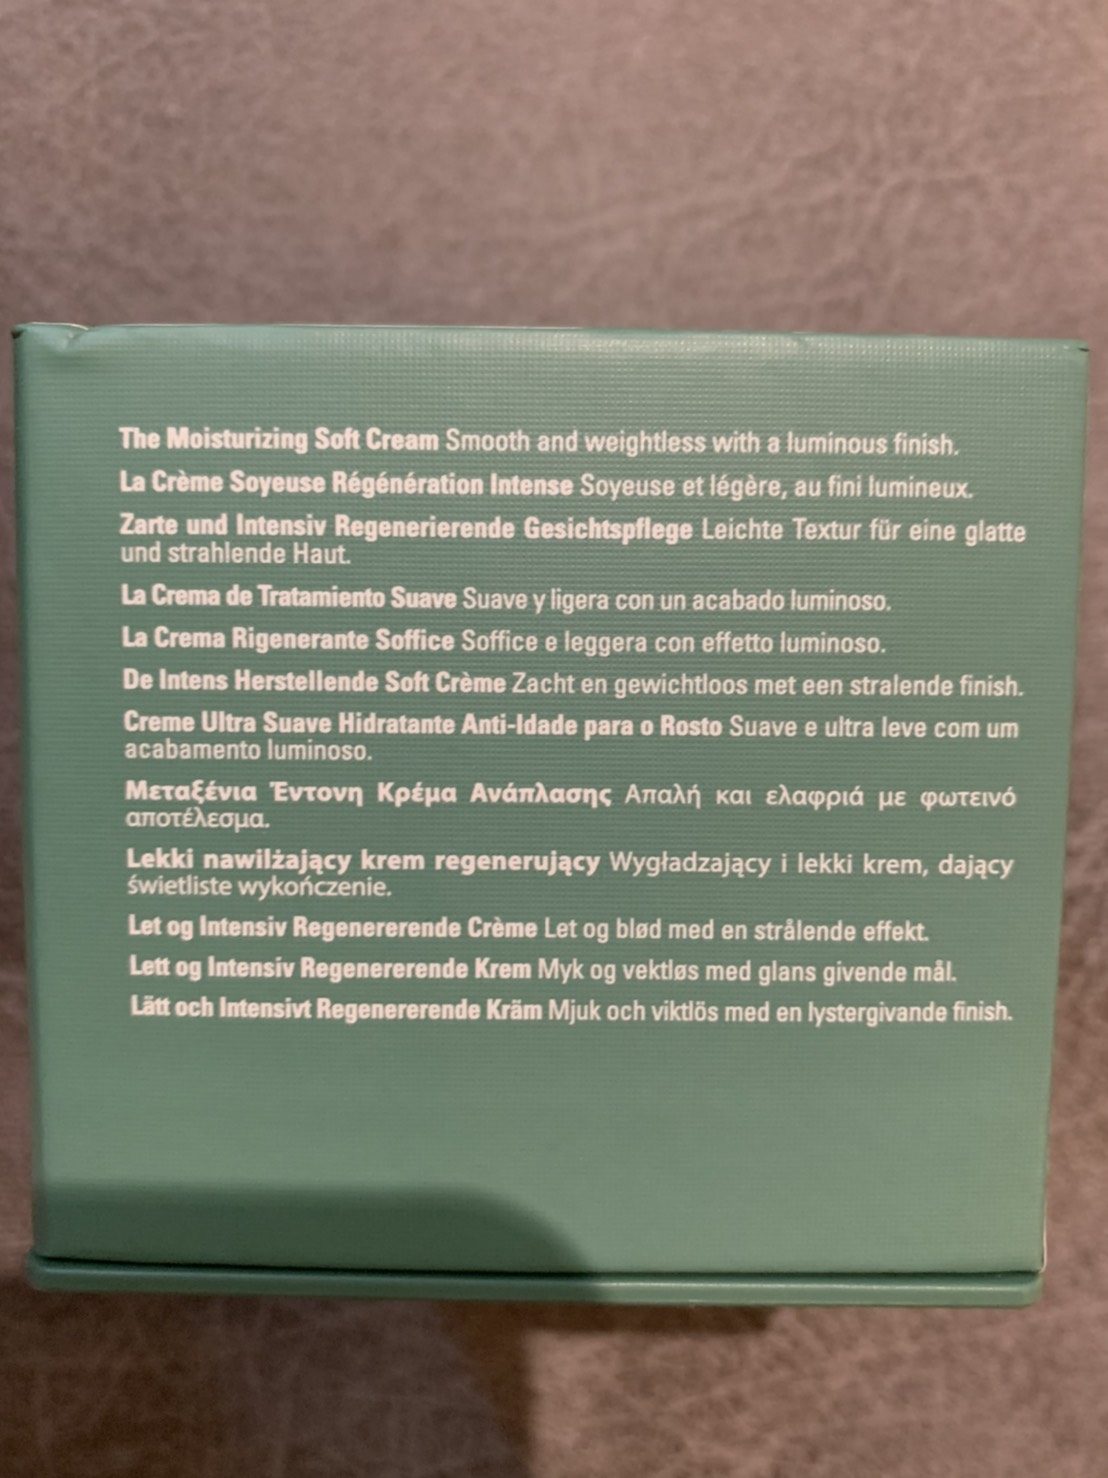 The Moisturizing Soft Cream Smooth and weightless with a luminous finish.
La Crème Soyeuse Régénération Intense Soyeuse et légère, au fini lumineux.
Zarte und Intensiv Regenerierende Gesichtspflege Leichte Textur für eine glatte
und strahlende Haut.
La Crema de Tratamiento Suave Suave y ligera con un acabado luminoso.
La Crema Rigenerante Soffice Soffice e leggera con effetto luminoso.
De Intens Herstellende Soft Crème Zacht en gewichtloos met een stralende finish.
Creme Ultra Suave Hidratante Anti-Idade para o Rosto Suave e ultra leve com um
acabamento luminoso.
Μεταξένια Έντονη Κρέμα Ανάπλασης Απαλή και ελαφριά με φωτεινό
αποτέλεσμα.
Lekki nawilżający krem regenerujący Wygładzający i lekki krem, dający
świetliste wykończenie.
Let og Intensiv Regenererende Crème Let og blød med en strålende effekt.
Lett og Intensiv Regenererende Krem Myk og vektløs med glans givende mål.
Lätt och Intensivt Regenererende Kräm Mjuk och viktlös med en lystergivande finish.